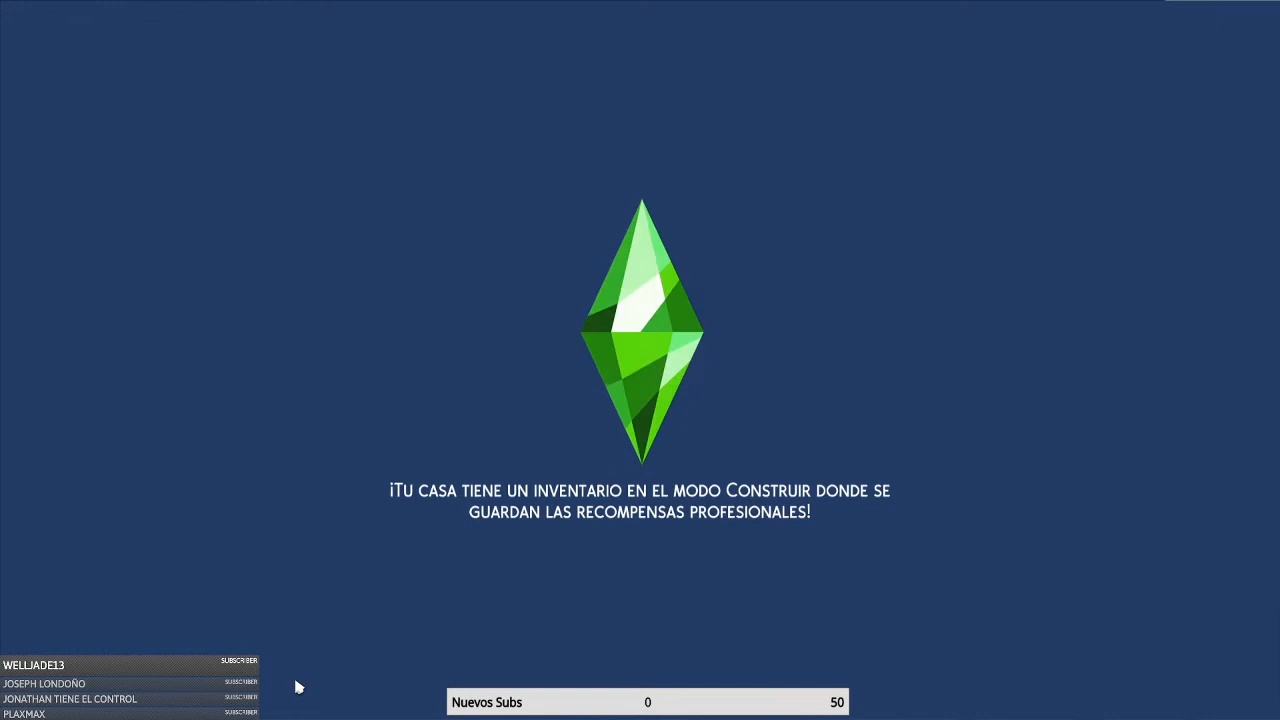 ¡TU CASA TIENE UN INVENTARIO EN EL MODO CONSTRUIR DONDE SE
GUARDAN LAS RECOMPENSAS PROFESIONALES!
WELLJADE13 SUBSCRIBER
JOSEPH LONDOÑO SUBSCRIBER
JONATHAN TIENE EL CONTROL SUBSCRIBER
PLAXMAX SUBSCRIBER
Nuevos Subs 0 50